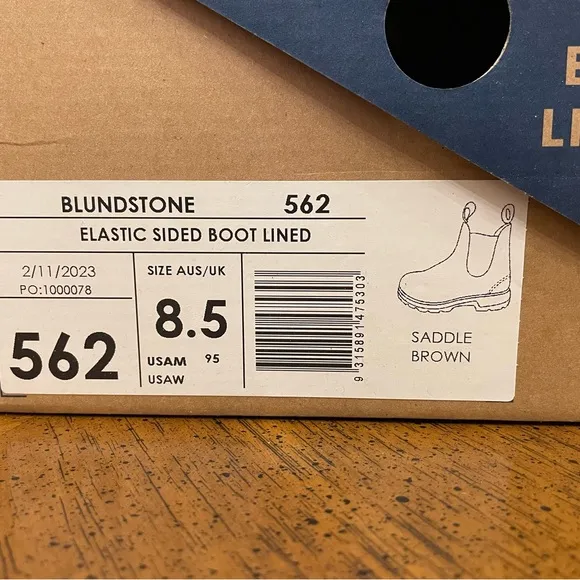 BLUNDSTONE 562
ELASTIC SIDED BOOT LINED
2/11/2023
PO:1000078
562
SIZE AUS/UK
8.5
USAM 95
USAW
9 315891 475303
SADDLE
BROWN